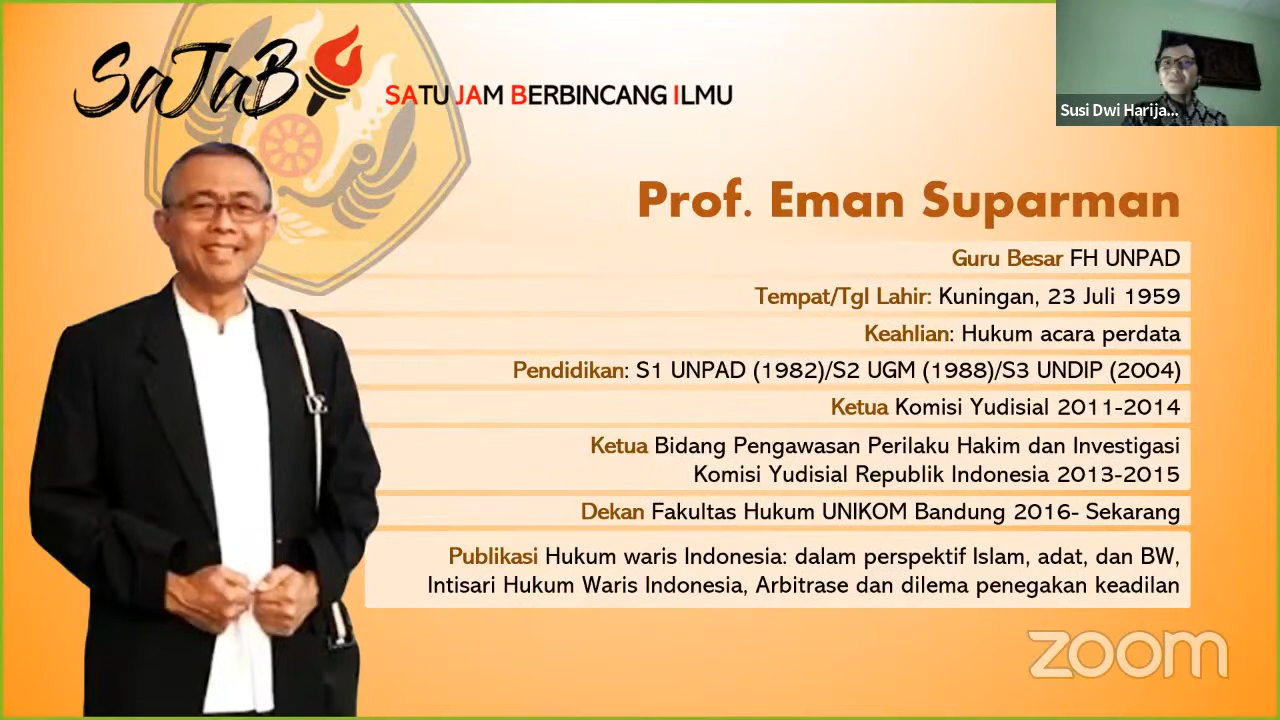 SaJaBI
SATU JAM BERBINCANG ILMU
Susi Dwi Harija...
Prof. Eman Suparman
Guru Besar FH UNPAD
Tempat/Tgl Lahir: Kuningan, 23 Juli 1959
Keahlian: Hukum acara perdata
Pendidikan: S1 UNPAD (1982)/S2 UGM (1988)/S3 UNDIP (2004)
Ketua Komisi Yudisial 2011-2014
Ketua Bidang Pengawasan Perilaku Hakim dan Investigasi
Komisi Yudisial Republik Indonesia 2013-2015
Dekan Fakultas Hukum UNIKOM Bandung 2016- Sekarang
Publikasi Hukum waris Indonesia: dalam perspektif Islam, adat, dan BW,
Intisari Hukum Waris Indonesia, Arbitrase dan dilema penegakan keadilan
zoom